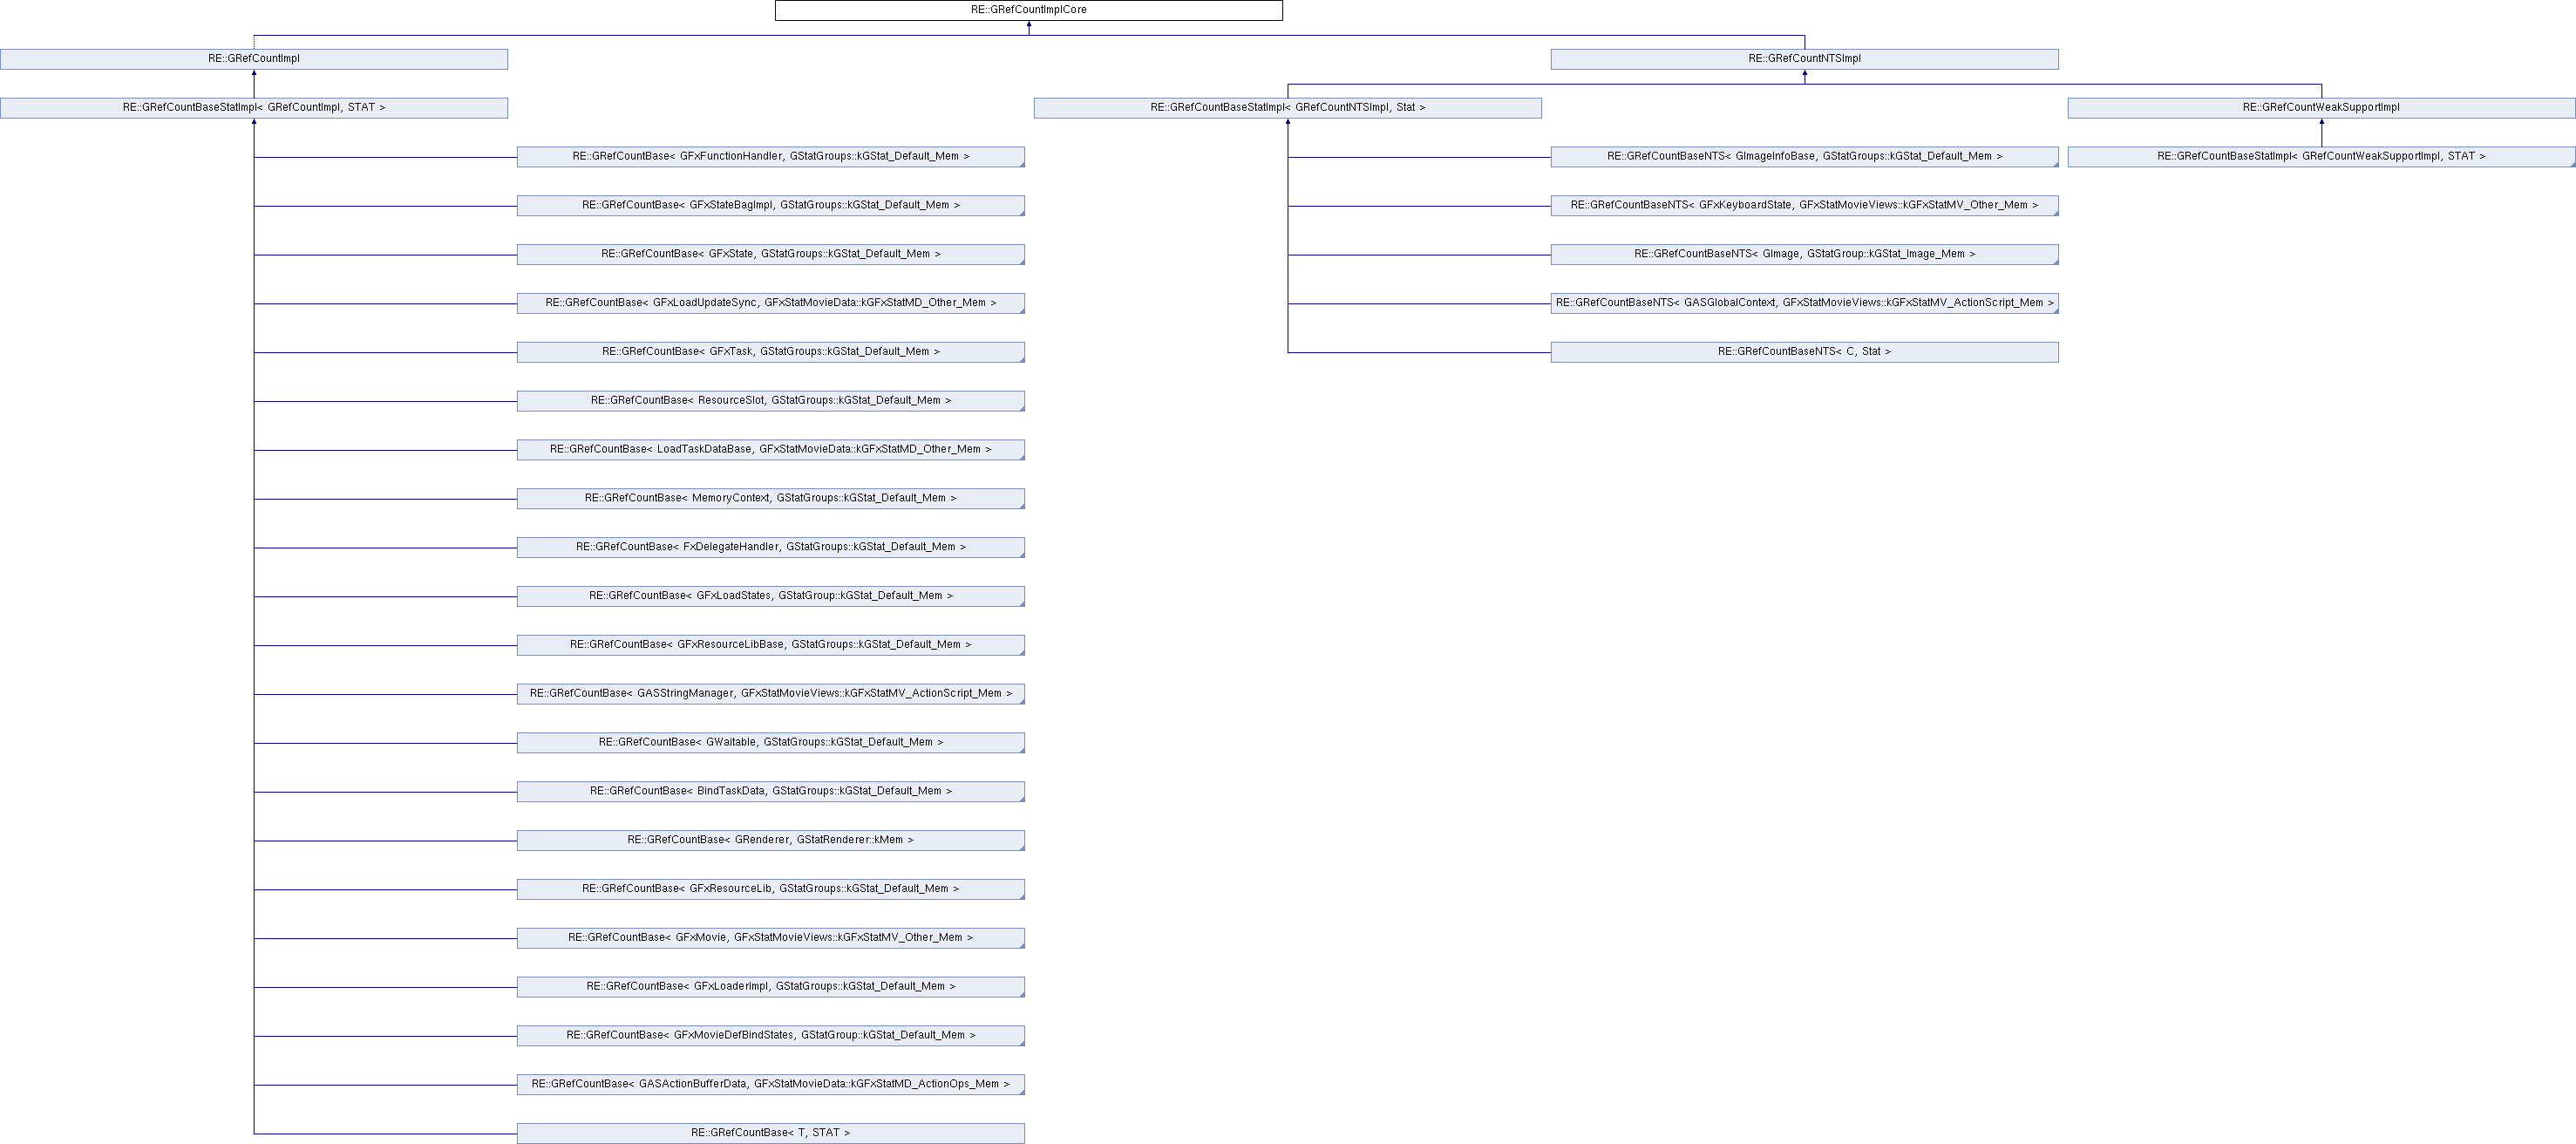 RE::GRefCountImplCore
RE::GRefCountImpl
RE::GRefCountNTSImpl
RE::GRefCountBaseStatImpl< GRefCountImpl, STAT >
RE::GRefCountBaseStatImpl< GRefCountNTSImpl, Stat >
RE::GRefCountWeakSupportImpl
RE::GRefCountBase< GFxFunctionHandler, GStatGroups::kGStat_Default_Mem >
RE::GRefCountBaseNTS< GImageInfoBase, GStatGroups::kGStat_Default_Mem >
RE::GRefCountBaseStatImpl< GRefCountWeakSupportImpl, STAT >
RE::GRefCountBase< GFxStateBagImpl, GStatGroups::kGStat_Default_Mem >
RE::GRefCountBaseNTS< GFxKeyboardState, GFxStatMovieViews::kGFxStatMV_Other_Mem >
RE::GRefCountBase< GFxState, GStatGroups::kGStat_Default_Mem >
RE::GRefCountBaseNTS< GImage, GStatGroup::kGStat_Image_Mem >
RE::GRefCountBase< GFxLoadUpdateSync, GFxStatMovieData::kGFxStatMD_Other_Mem >
RE::GRefCountBaseNTS< GASGlobalContext, GFxStatMovieViews::kGFxStatMV_ActionScript_Mem >
RE::GRefCountBase< GFxTask, GStatGroups::kGStat_Default_Mem >
RE::GRefCountBaseNTS< C, Stat >
RE::GRefCountBase< ResourceSlot, GStatGroups::kGStat_Default_Mem >
RE::GRefCountBase< LoadTaskDataBase, GFxStatMovieData::kGFxStatMD_Other_Mem >
RE::GRefCountBase< MemoryContext, GStatGroups::kGStat_Default_Mem >
RE::GRefCountBase< FxDelegateHandler, GStatGroups::kGStat_Default_Mem >
RE::GRefCountBase< GFxLoadStates, GStatGroup::kGStat_Default_Mem >
RE::GRefCountBase< GFxResourceLibBase, GStatGroups::kGStat_Default_Mem >
RE::GRefCountBase< GASStringManager, GFxStatMovieViews::kGFxStatMV_ActionScript_Mem >
RE::GRefCountBase< GWaitable, GStatGroups::kGStat_Default_Mem >
RE::GRefCountBase< BindTaskData, GStatGroups::kGStat_Default_Mem >
RE::GRefCountBase< GRenderer, GStatRenderer::kMem >
RE::GRefCountBase< GFxResourceLib, GStatGroups::kGStat_Default_Mem >
RE::GRefCountBase< GFxMovie, GFxStatMovieViews::kGFxStatMV_Other_Mem >
RE::GRefCountBase< GFxLoaderImpl, GStatGroups::kGStat_Default_Mem >
RE::GRefCountBase< GFxMovieDefBindStates, GStatGroup::kGStat_Default_Mem >
RE::GRefCountBase< GASActionBufferData, GFxStatMovieData::kGFxStatMD_ActionOps_Mem >
RE::GRefCountBase< T, STAT >